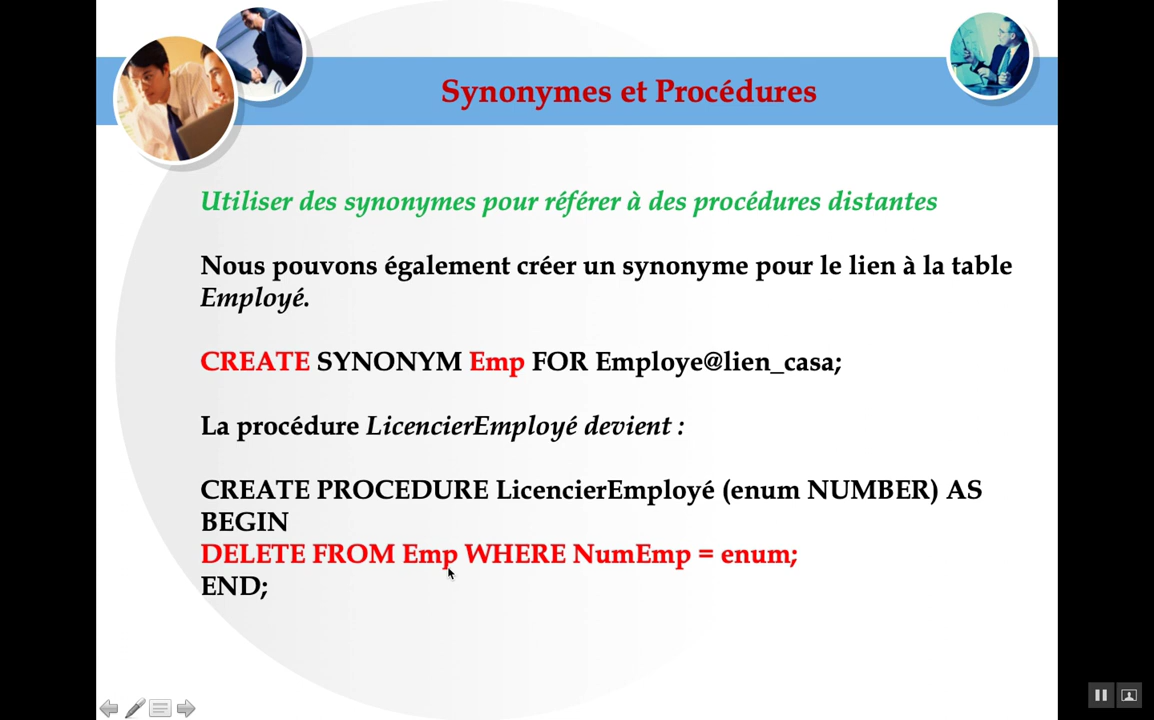 Synonymes et Procédures
Utiliser des synonymes pour référer à des procédures distantes
Nous pouvons également créer un synonyme pour le lien à la table
Employé.
CREATE SYNONYM Emp FOR Employe@lien_casa;
La procédure LicencierEmployé devient :
CREATE PROCEDURE LicencierEmployé (enum NUMBER) AS
BEGIN
DELETE FROM Emp WHERE NumEmp = enum;
END;